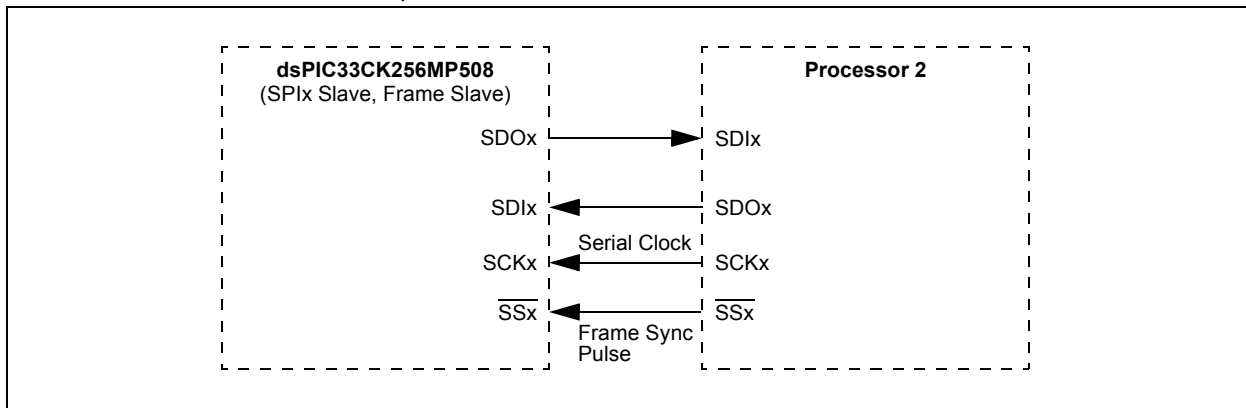 dsPIC33CK256MP508
(SPIx Slave, Frame Slave)
Processor 2
SDOx
SDIx
SDIx
SDOx
Serial Clock
SCKx
SCKx
SSx
SSx
Frame Sync
Pulse